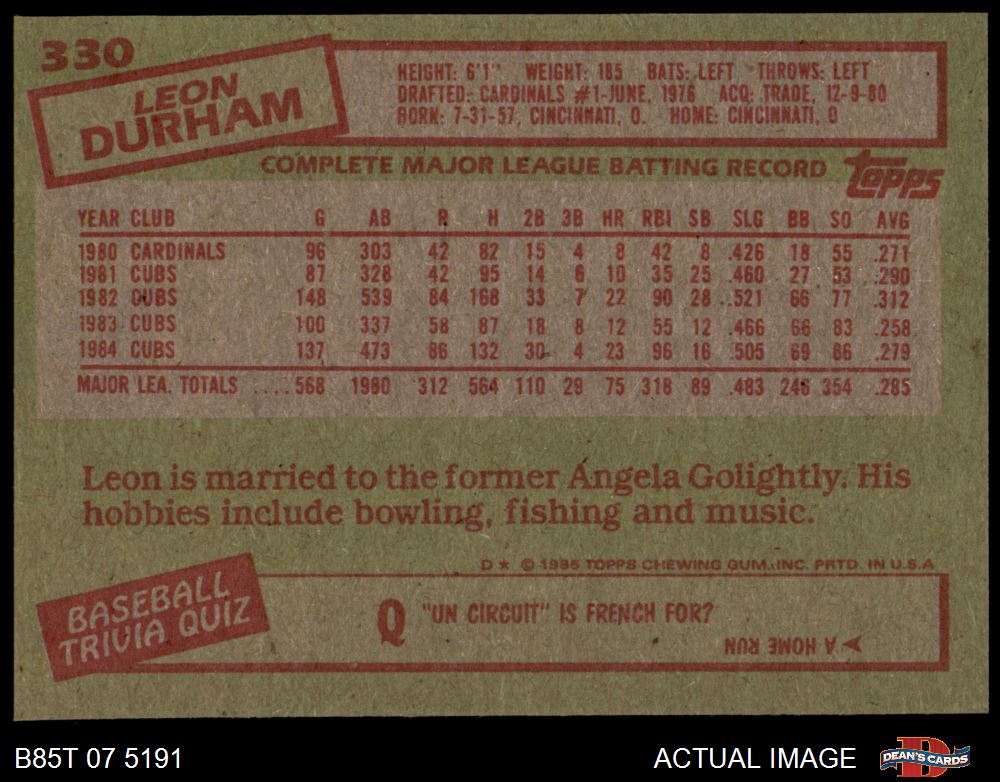 330
LEON
DURHAM
HEIGHT: 6'1" WEIGHT: 185 BATS: LEFT THROWS: LEFT
DRAFTED: CARDINALS #1-JUNE, 1976 ACQ: TRADE, 12-9-80
BORN: 7-31-57, CINCINNATI, O. HOME: CINCINNATI, O
COMPLETE MAJOR LEAGUE BATTING RECORD topps
YEAR CLUB G AB R H 2B 3B HR RBI SB SLG BB SO AVG
1980 CARDINALS 96 303 42 82 15 4 8 42 8 .426 18 55 .271
1981 CUBS 87 328 42 95 14 6 10 35 25 .460 27 53 .290
1982 CUBS 148 539 84 168 33 7 22 90 28 .521 66 77 .312
1983 CUBS 100 337 58 87 18 8 12 55 12 .466 66 83 .258
1984 CUBS 137 473 86 132 30 4 23 96 16 .505 69 86 .279
MAJOR LEA. TOTALS ....568 1980 312 564 110 29 75 318 89 .483 246 354 .285
Leon is married to the former Angela Golightly. His
hobbies include bowling, fishing and music.
D★ © 1985 TOPPS CHEWING GUM, INC. PRTD. IN U.S.A
BASEBALL
TRIVIA QUIZ
Q "UN CIRCUIT" IS FRENCH FOR?
A HOME RUN
B85T 07 5191
ACTUAL IMAGE
DEAN'S CARDS